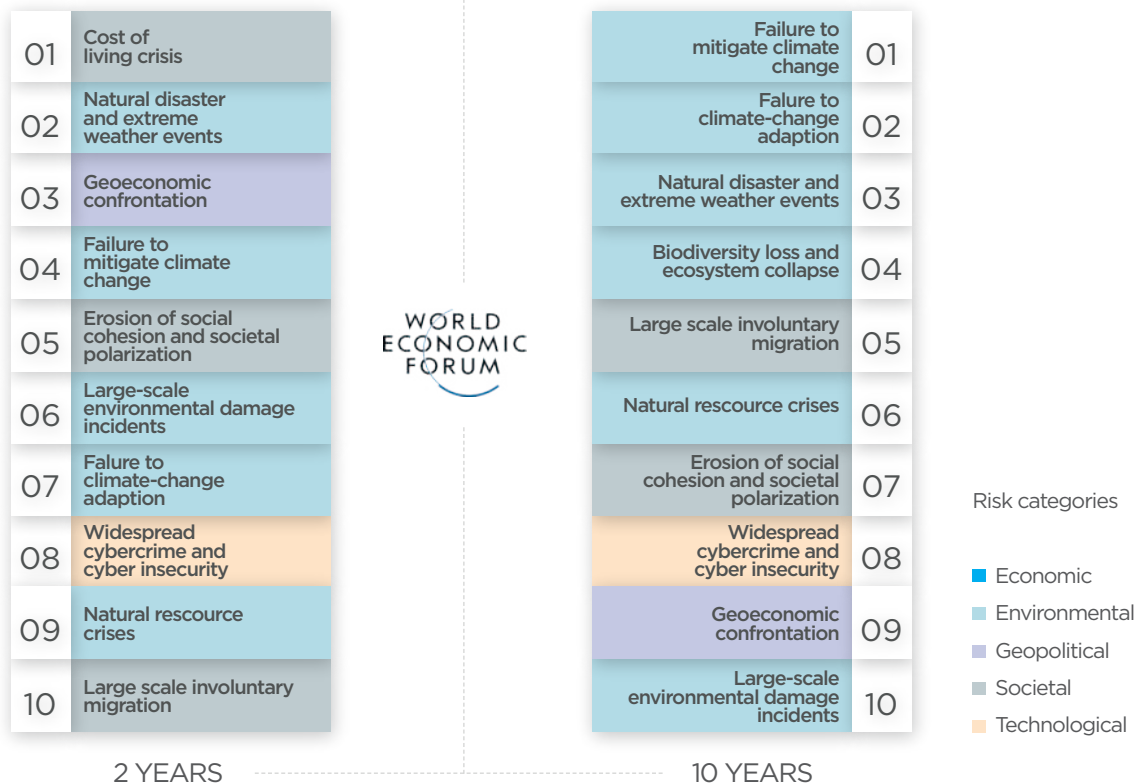 01
Cost of
living crisis
02
Natural disaster
and extreme
weather events
03
Geoeconomic
confrontation
04
Failure to
mitigate climate
change
05
Erosion of social
cohesion and societal
polarization
06
Large-scale
environmental damage
incidents
07
Falure to
climate-change
adaption
08
Widespread
cybercrime and
cyber insecurity
09
Natural rescource
crises
10
Large scale involuntary
migration
2 YEARS
WORLD
ECONOMIC
FORUM
Failure to
mitigate climate
change
01
Falure to
climate-change
adaption
02
Natural disaster and
extreme weather events
03
Biodiversity loss and
ecosystem collapse
04
Large scale involuntary
migration
05
Natural rescource crises
06
Erosion of social
cohesion and societal
polarization
07
Widespread
cybercrime and
cyber insecurity
08
Geoeconomic
confrontation
09
Large-scale
environmental damage
incidents
10
10 YEARS
Risk categories
Economic
Environmental
Geopolitical
Societal
Technological